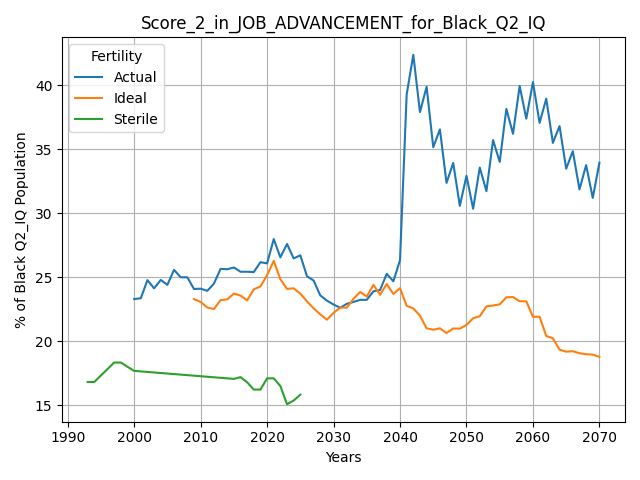 Score_2_in_JOB_ADVANCEMENT_for_Black_Q2_IQ
Fertility
Actual
Ideal
Sterile
% of Black Q2_IQ Population
40
35
30
25
20
15
1990 2000 2010 2020 2030 2040 2050 2060 2070
Years